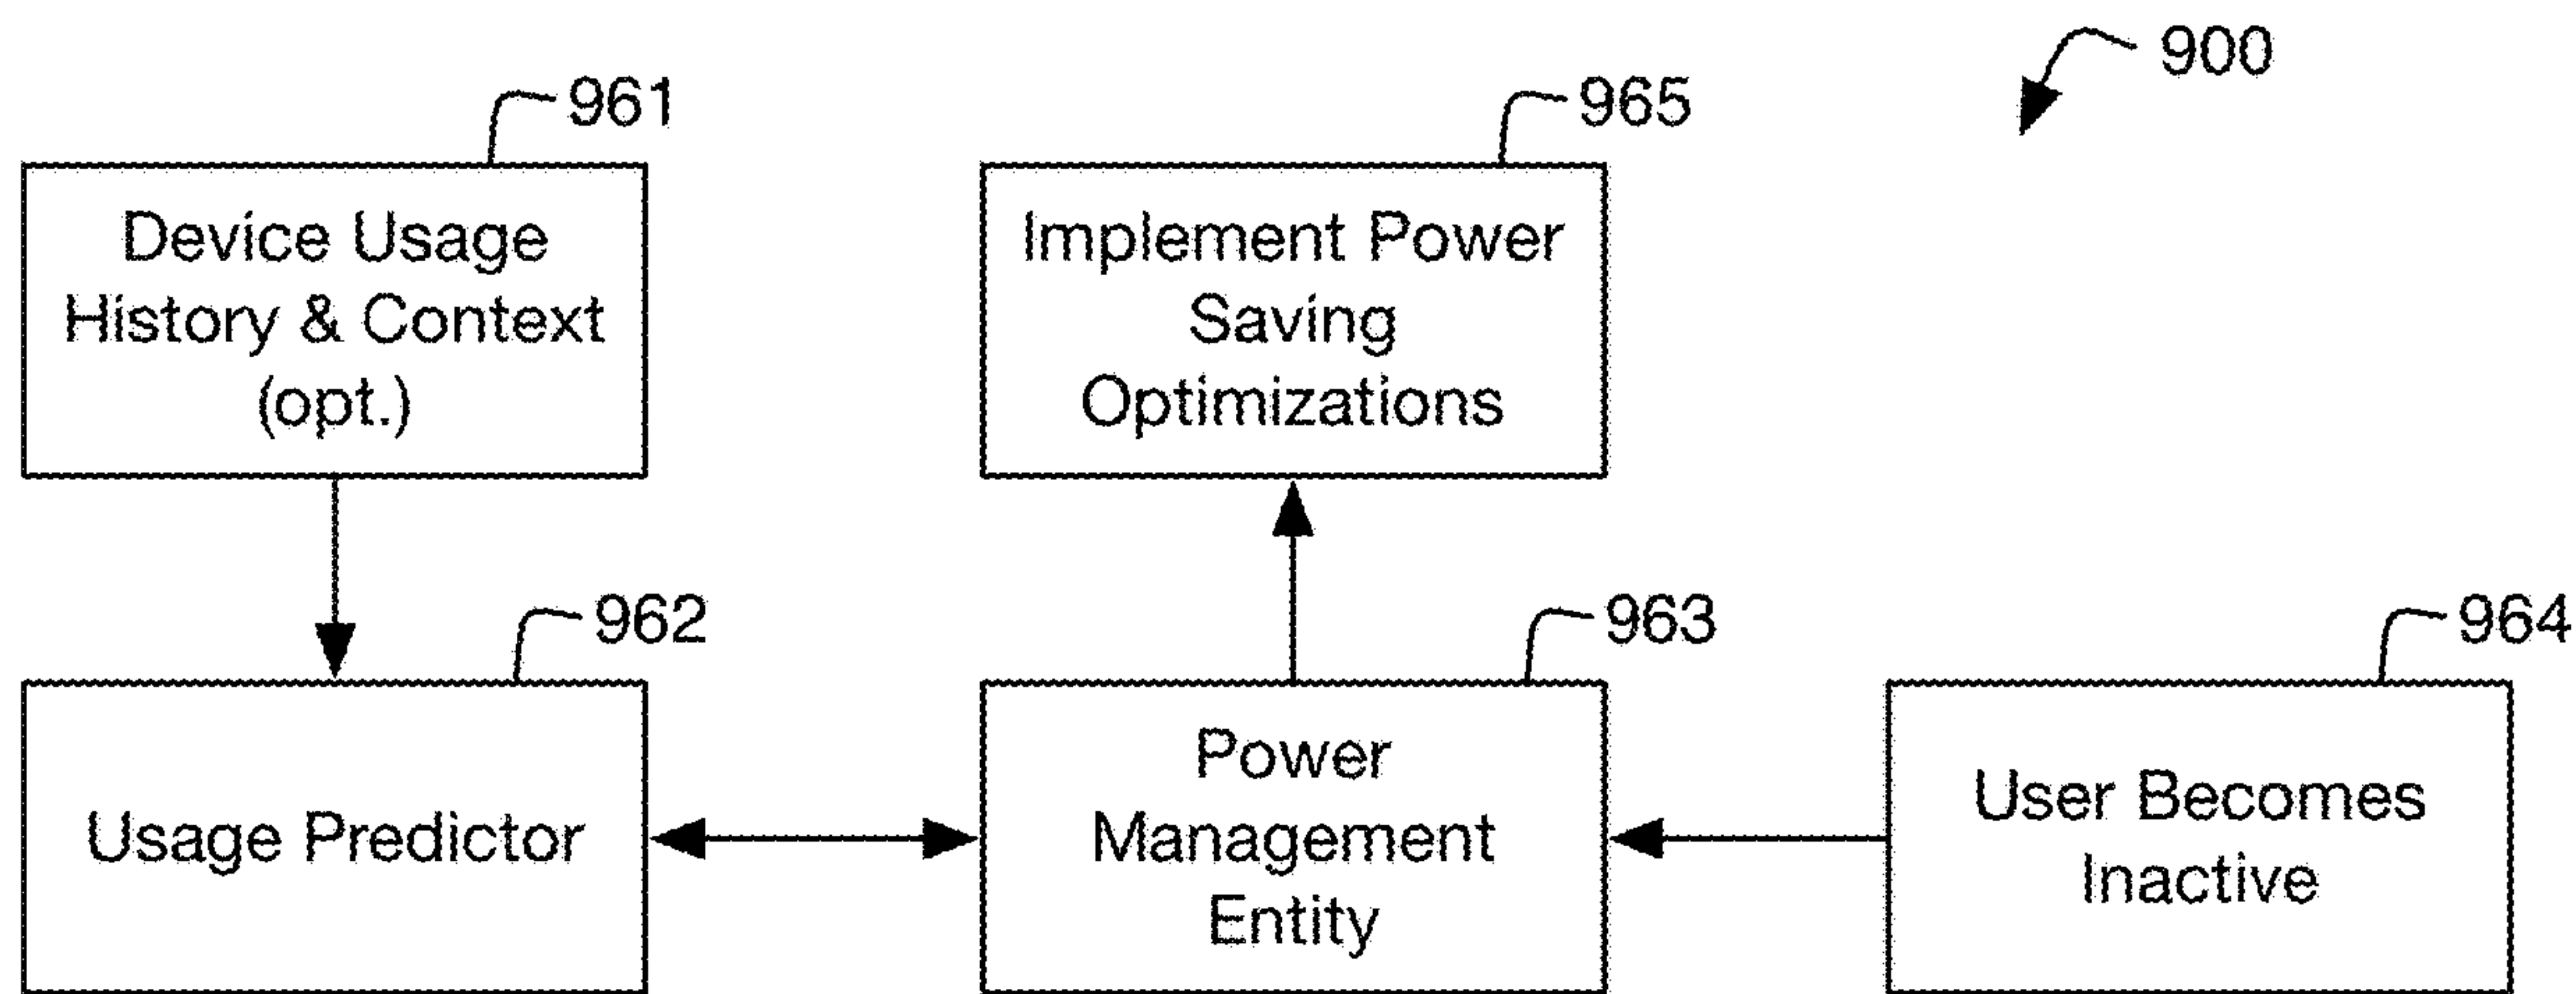 900
961
965
Device Usage
History & Context
(opt.)
Implement Power
Saving
Optimizations
962
963
964
Usage Predictor
Power
Management
Entity
User Becomes
Inactive